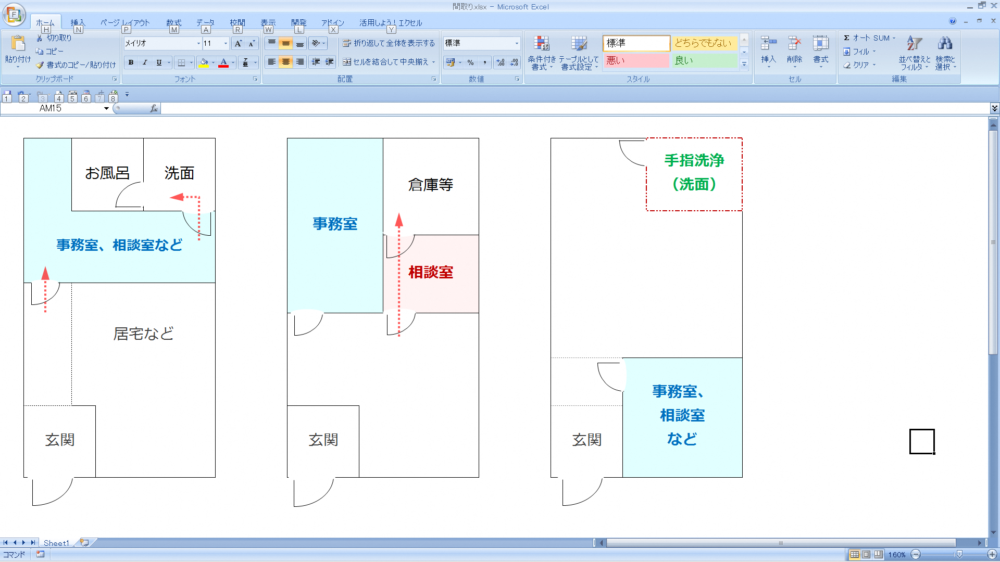 間取り.xlsx - Microsoft Excel
F
ホーム 挿入 ページ レイアウト 数式 データ 校閲 表示 開発 アドイン 活用しよう！エクセル
H N P M A R W L X Y
貼り付け
切り取り
コピー
書式のコピー/貼り付け
クリップボード
メイリオ 11 A A
B I U A 亜
フォント
折り返して全体を表示する
セルを結合して中央揃え
配置
標準
% , .00 .00
数値
条件付き書式
テーブルとして書式設定
標準 どちらでもない
悪い 良い
スタイル
挿入 削除 書式
セル
Σ オート SUM
フィル
クリア
並べ替えとフィルタ
検索と選択
編集
1 2 3 4 5 6 7 8
AM15 fx
お風呂
洗面
事務室、相談室など
居宅など
玄関
事務室
倉庫等
相談室
玄関
手指洗浄
（洗面）
事務室、
相談室
など
玄関
Sheet1
コマンド 160%